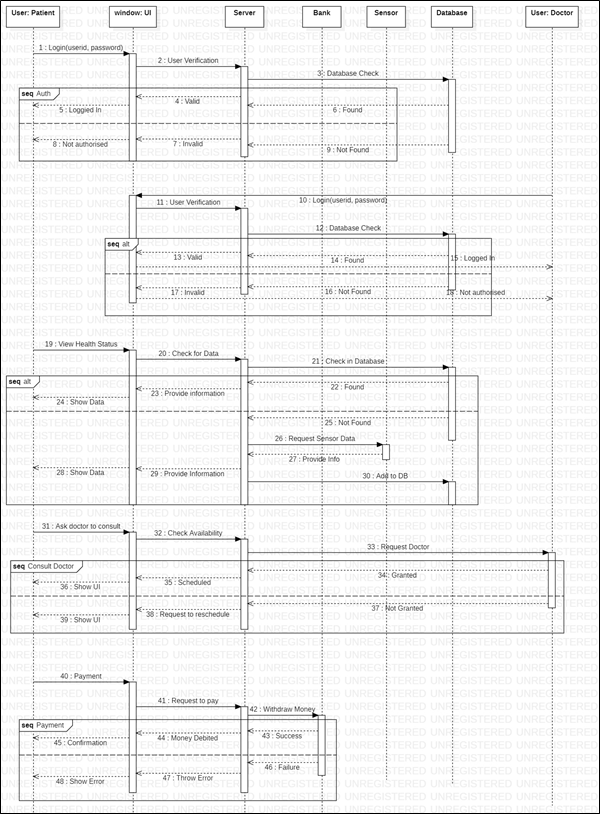 User: Patient
window: UI
Server
Bank
Sensor
Database
User: Doctor
1 : Login(userid, password)
2 : User Verification
3 : Database Check
seq Auth
4 : Valid
5 : Loggied In
6 : Found
7 : Invalid
8 : Not authorised
9 : Not Found
10 : Login(userid, password)
11 : User Verification
12 : Database Check
seq alt
13 : Valid
14 : Found
15 : Logged In
16 : Not Found
17 : Invalid
18 : Not authorised
19 : View Health Status
20 : Check for Data
21 : Check in Database
seq alt
22 : Found
23 : Provide information
24 : Show Data
25 : Not Found
26 : Request Sensor Data
27 : Provide Info
28 : Show Data
29 : Provide Information
30 : Add to DB
31 : Ask doctor to consult
32 : Check Availability
33 : Request Doctor
seq Consult Doctor
34 : Granted
35 : Scheduled
36 : Show UI
37 : Not Granted
38 : Request to reschedule
39 : Show UI
40 : Payment
41 : Request to pay
42 : Withdraw Money
seq Payment
43 : Success
44 : Money Debited
45 : Confirmation
46 : Failure
47 : Throw Error
48 : Show Error
UNREGISTERED